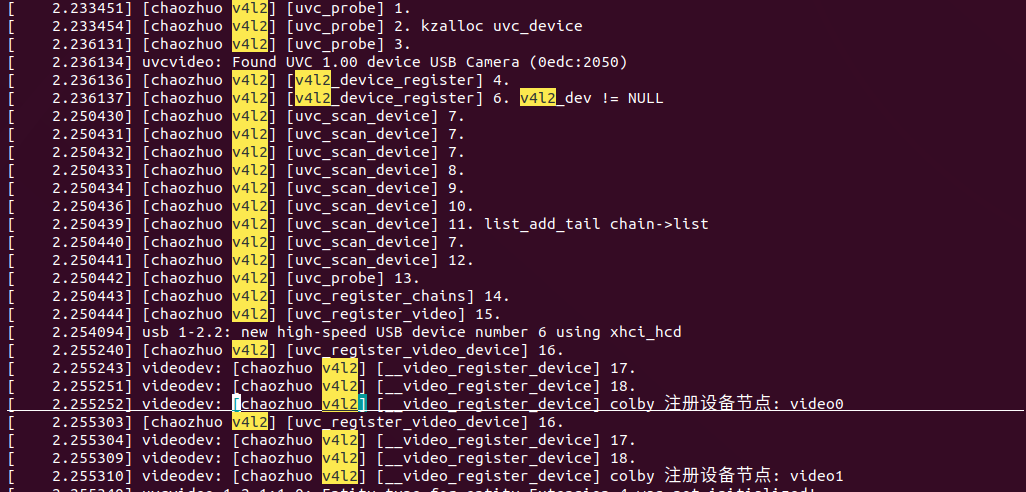 [    2.233451] [chaozhuo v4l2] [uvc_probe] 1.
[    2.233454] [chaozhuo v4l2] [uvc_probe] 2. kzalloc uvc_device
[    2.236131] [chaozhuo v4l2] [uvc_probe] 3.
[    2.236134] uvcvideo: Found UVC 1.00 device USB Camera (0edc:2050)
[    2.236136] [chaozhuo v4l2] [v4l2_device_register] 4.
[    2.236137] [chaozhuo v4l2] [v4l2_device_register] 6. v4l2_dev != NULL
[    2.250430] [chaozhuo v4l2] [uvc_scan_device] 7.
[    2.250431] [chaozhuo v4l2] [uvc_scan_device] 7.
[    2.250432] [chaozhuo v4l2] [uvc_scan_device] 7.
[    2.250433] [chaozhuo v4l2] [uvc_scan_device] 8.
[    2.250434] [chaozhuo v4l2] [uvc_scan_device] 9.
[    2.250436] [chaozhuo v4l2] [uvc_scan_device] 10.
[    2.250439] [chaozhuo v4l2] [uvc_scan_device] 11. list_add_tail chain->list
[    2.250440] [chaozhuo v4l2] [uvc_scan_device] 7.
[    2.250441] [chaozhuo v4l2] [uvc_scan_device] 12.
[    2.250442] [chaozhuo v4l2] [uvc_probe] 13.
[    2.250443] [chaozhuo v4l2] [uvc_register_chains] 14.
[    2.250444] [chaozhuo v4l2] [uvc_register_video] 15.
[    2.254094] usb 1-2.2: new high-speed USB device number 6 using xhci_hcd
[    2.255240] [chaozhuo v4l2] [uvc_register_video_device] 16.
[    2.255243] videodev: [chaozhuo v4l2] [__video_register_device] 17.
[    2.255251] videodev: [chaozhuo v4l2] [__video_register_device] 18.
[    2.255252] videodev: [chaozhuo v4l2] [__video_register_device] colby 注册设备节点: video0
[    2.255303] [chaozhuo v4l2] [uvc_register_video_device] 16.
[    2.255304] videodev: [chaozhuo v4l2] [__video_register_device] 17.
[    2.255309] videodev: [chaozhuo v4l2] [__video_register_device] 18.
[    2.255310] videodev: [chaozhuo v4l2] [__video_register_device] colby 注册设备节点: video1